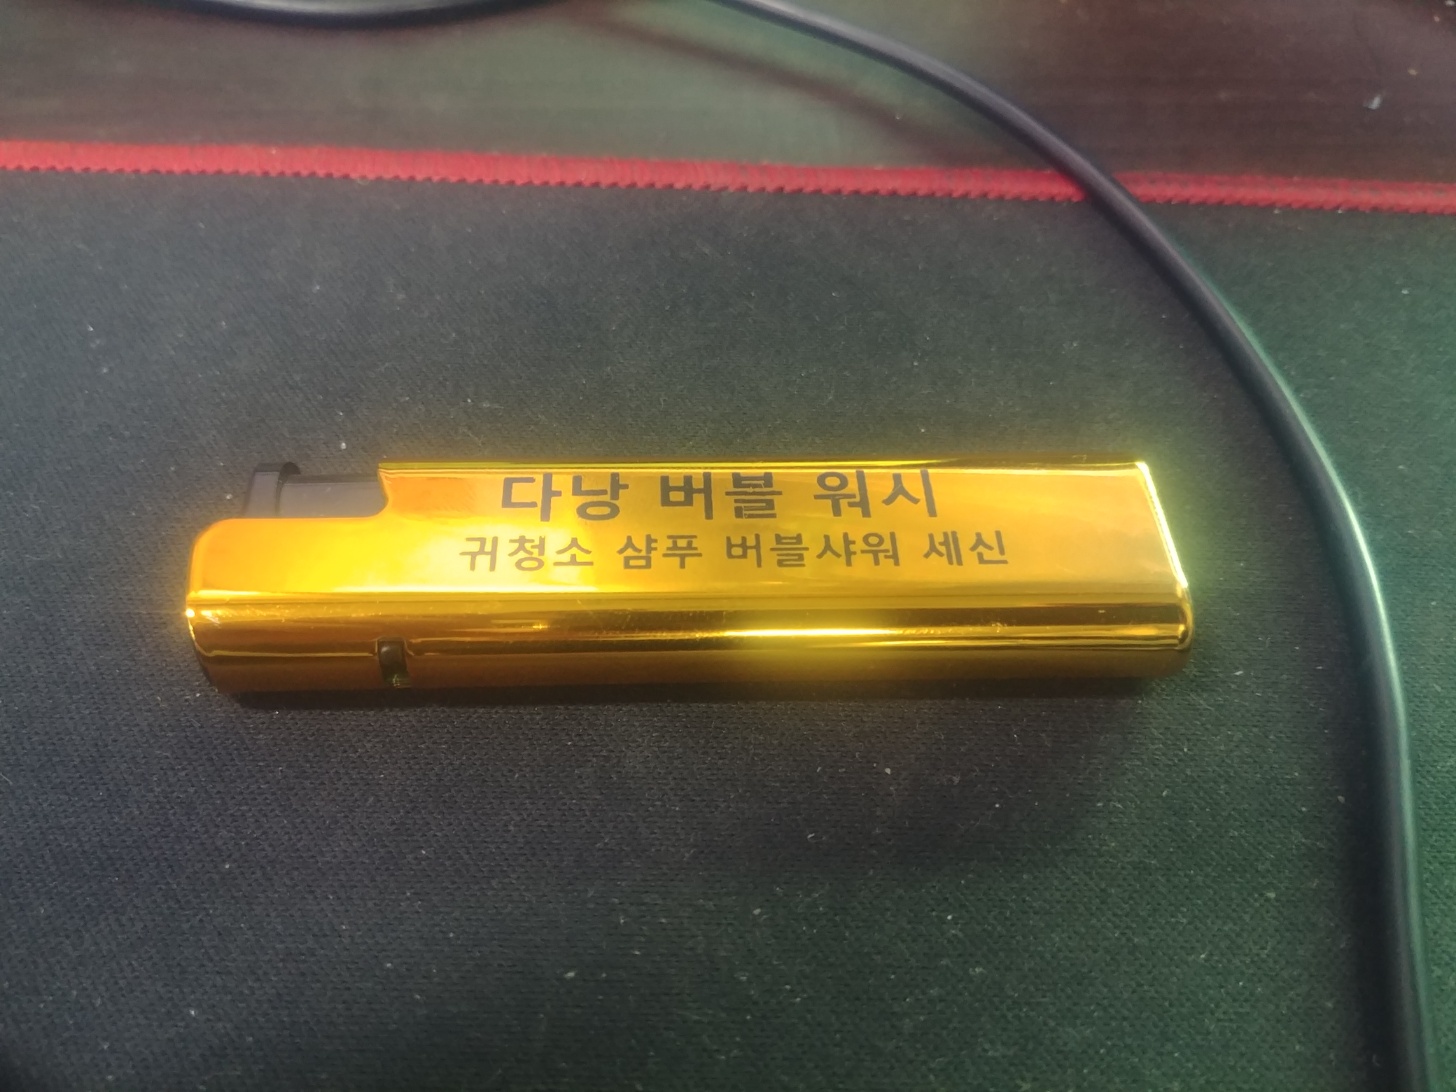 다낭 버블 워시
귀청소 샴푸 버블샤워 세신